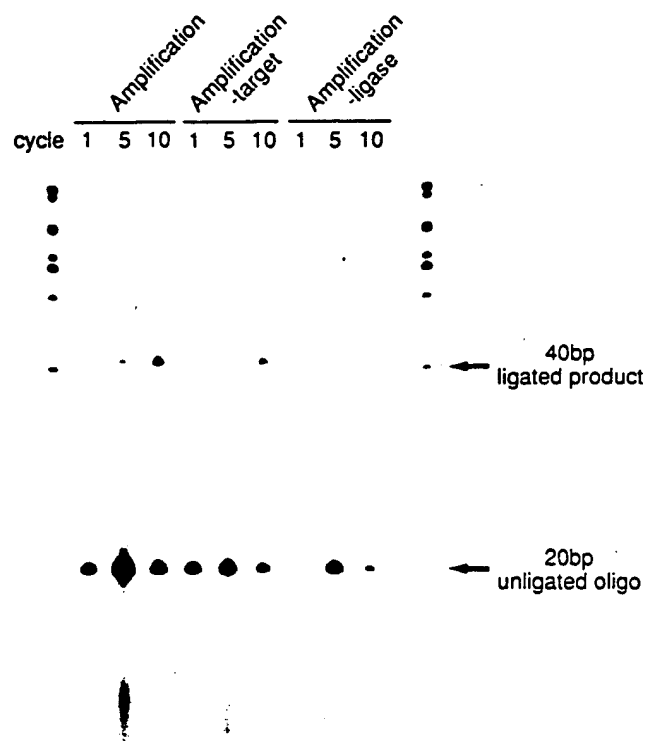 Amplification
Amplification
-target
Amplification
-ligase
cycle 1 5 10 1 5 10 1 5 10
40bp
ligated product
20bp
unligated oligo